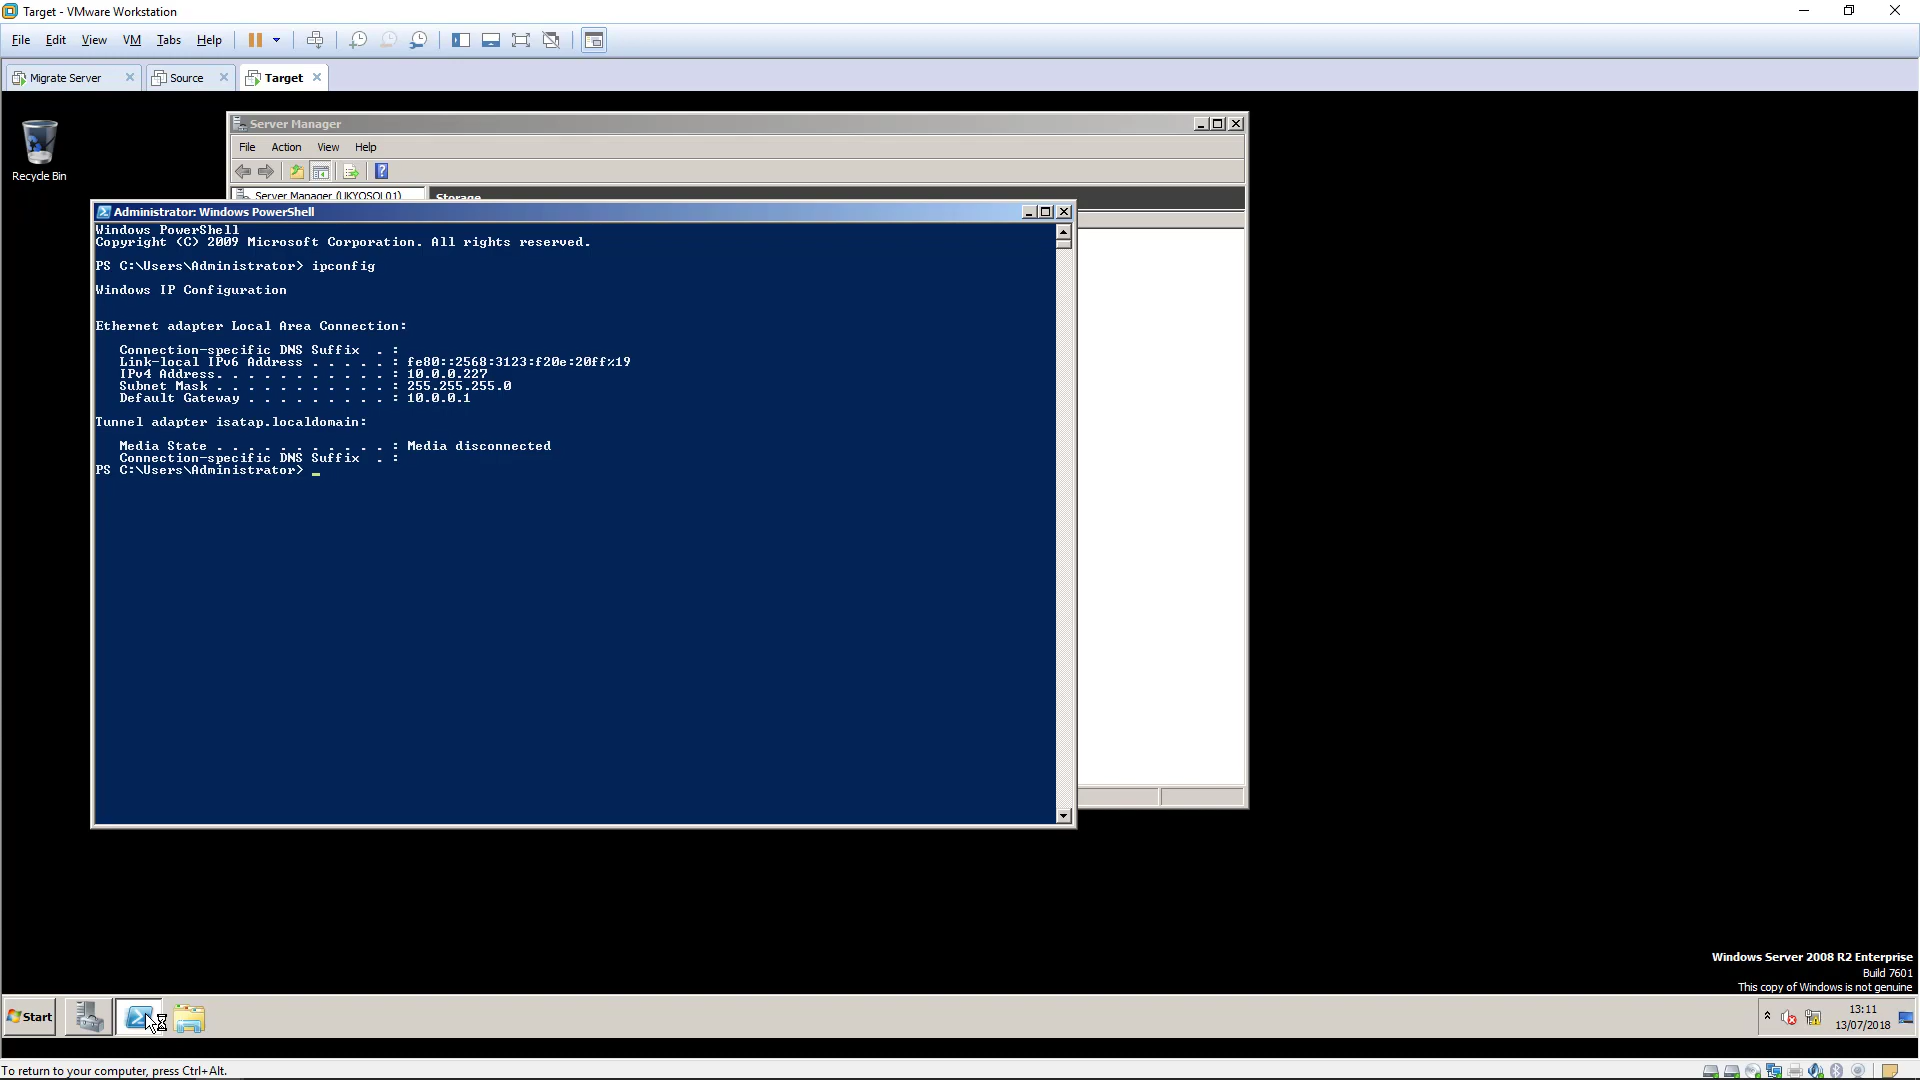 Target - VMware Workstation
File Edit View VM Tabs Help
Migrate Server Source Target
Recycle Bin
Server Manager
File Action View Help
Server Manager (UKYOSQL01) Storage
Administrator: Windows PowerShell
Windows PowerShell
Copyright (C) 2009 Microsoft Corporation. All rights reserved.
PS C:\Users\Administrator> ipconfig
Windows IP Configuration
Ethernet adapter Local Area Connection:
Connection-specific DNS Suffix . :
Link-local IPv6 Address . . . . . : fe80::2568:3123:f20e:20ff%19
IPv4 Address. . . . . . . . . . . : 10.0.0.227
Subnet Mask . . . . . . . . . . . : 255.255.255.0
Default Gateway . . . . . . . . . : 10.0.0.1
Tunnel adapter isatap.localdomain:
Media State . . . . . . . . . . . : Media disconnected
Connection-specific DNS Suffix . :
PS C:\Users\Administrator> _
Windows Server 2008 R2 Enterprise
Build 7601
This copy of Windows is not genuine
Start
13:11
13/07/2018
To return to your computer, press Ctrl+Alt.